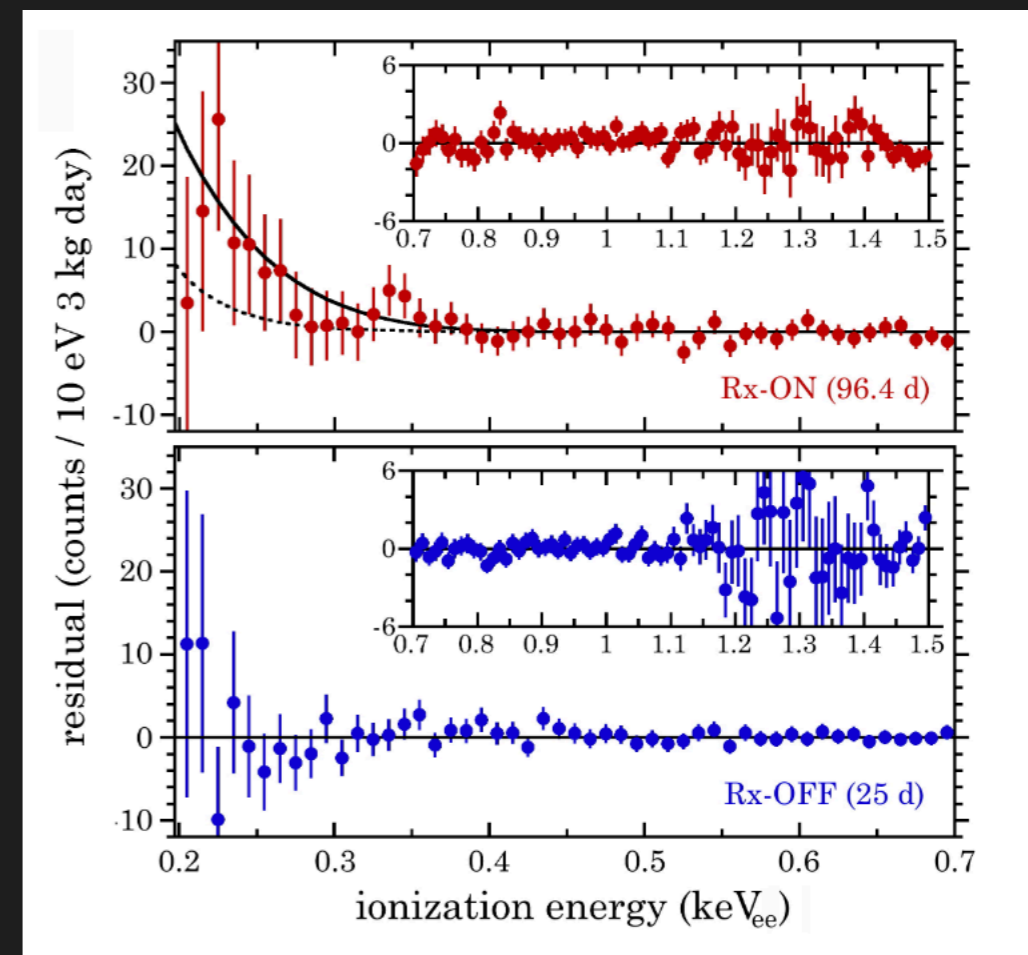 residual (counts / 10 eV 3 kg day)
30
20
10
0
-10
6
0
-6
0.7 0.8 0.9 1 1.1 1.2 1.3 1.4 1.5
Rx-ON (96.4 d)
30
20
10
0
.10
6
0
-6
0.7 0.8 0.9 1 1.1 1.2 1.3 1.4 1.5
Rx-OFF (25 d)
0.2 0.3 0.4 0.5 0.6 0.7
ionization energy (keVee)